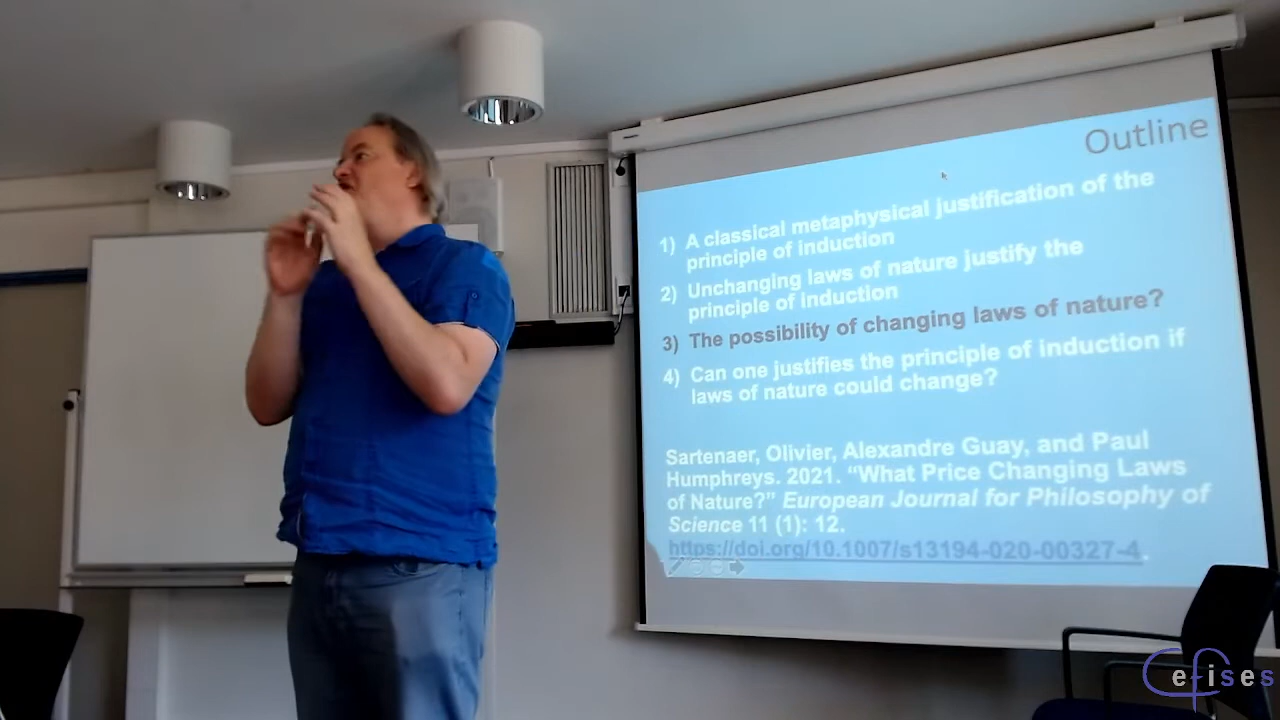 Outline
1) A classical metaphysical justification of the
principle of induction
2) Unchanging laws of nature justify the
principle of induction
3) The possibility of changing laws of nature?
4) Can one justifies the principle of induction if
laws of nature could change?
Sartenaer, Olivier, Alexandre Guay, and Paul
Humphreys. 2021. “What Price Changing Laws
of Nature?” European Journal for Philosophy of
Science 11 (1): 12.
https://doi.org/10.1007/s13194-020-00327-4.
Cefises